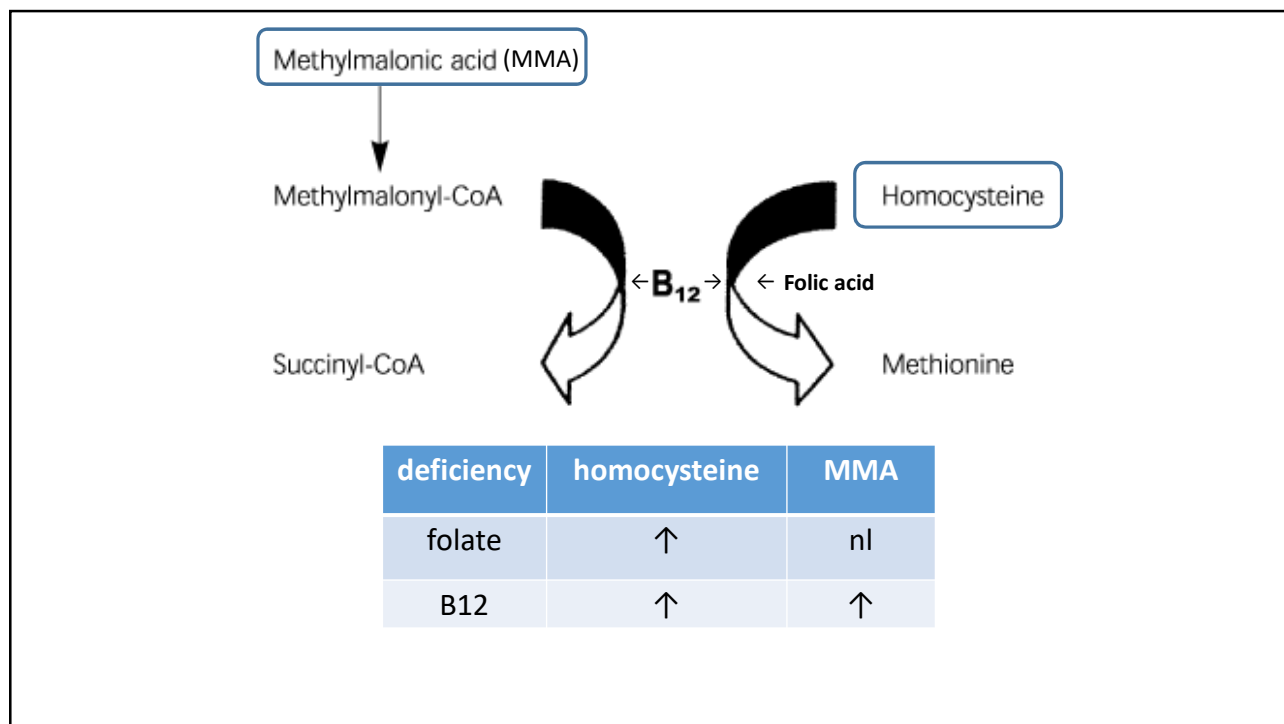 Methylmalonic acid (MMA)
Methylmalonyl-CoA
Homocysteine
←B₁₂→ ← Folic acid
Succinyl-CoA
Methionine
deficiency homocysteine MMA
folate ↑ nl
B12 ↑ ↑